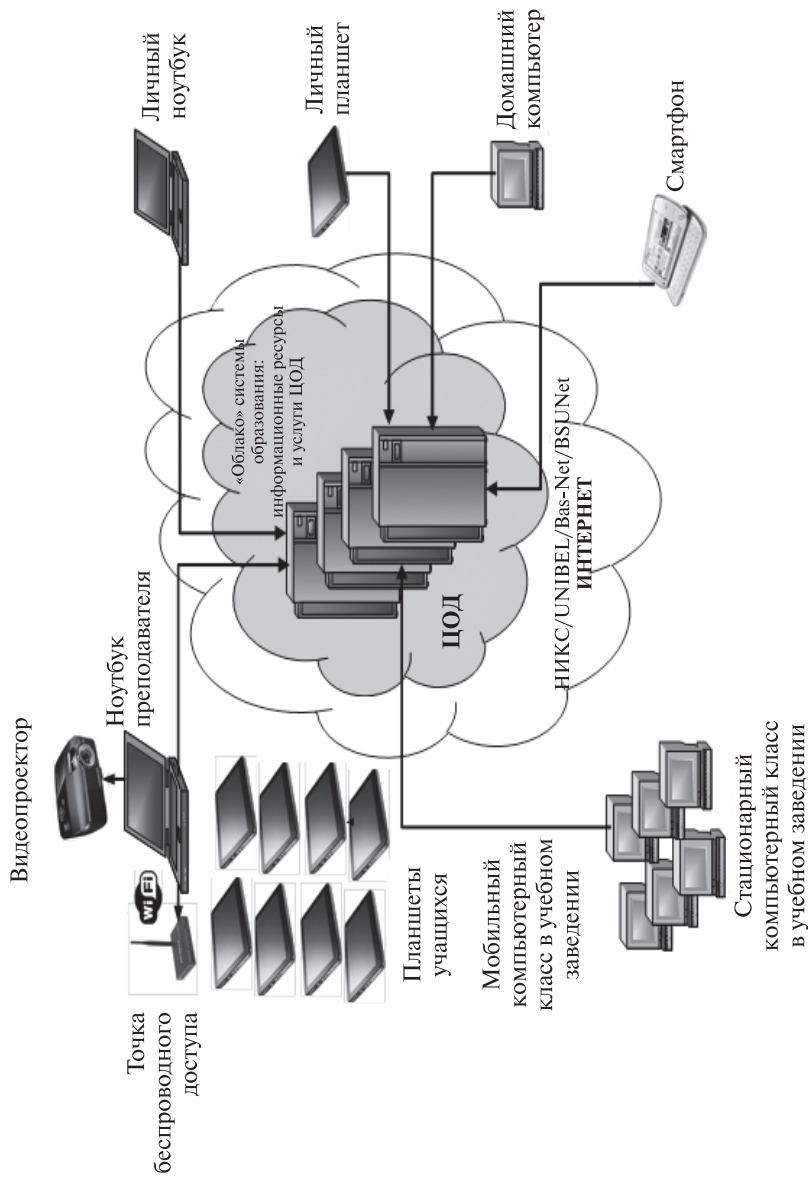 Видеопроектор
Точка
беспроводного
доступа
Wi Fi
Ноутбук
преподавателя
Личный
ноутбук
Планшеты
учащихся
«Облако» системы
образования:
информационные ресурсы
и услуги ЦОД
Личный
планшет
Мобильный
компьютерный
класс в учебном
заведении
ЦОД
Домашний
компьютер
НИКС/UNIBEL/Bas-Net/BSUNet
ИНТЕРНЕТ
Смартфон
Стационарный
компьютерный класс
в учебном заведении